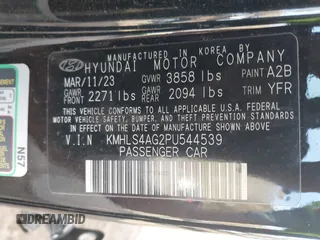 MANUFACTURED IN KOREA BY
HYUNDAI MOTOR COMPANY
MAR/11/23 GVWR 3858 lbs PAINT A2B
GAWR FRONT 2271 lbs GAWR REAR 2094 lbs TRIM YFR
THIS VEHICLE CONFORMS TO ALL APPLICABLE
FEDERAL MOTOR VEHICLE SAFETY,
BUMPER, AND THEFT PREVENTION STANDARDS
IN EFFECT ON THE DATE OF MANUFACTURE
SHOWN ABOVE.
V.I.N KMHLS4AG2PU544539
PASSENGER CAR
N57
DREAMBID